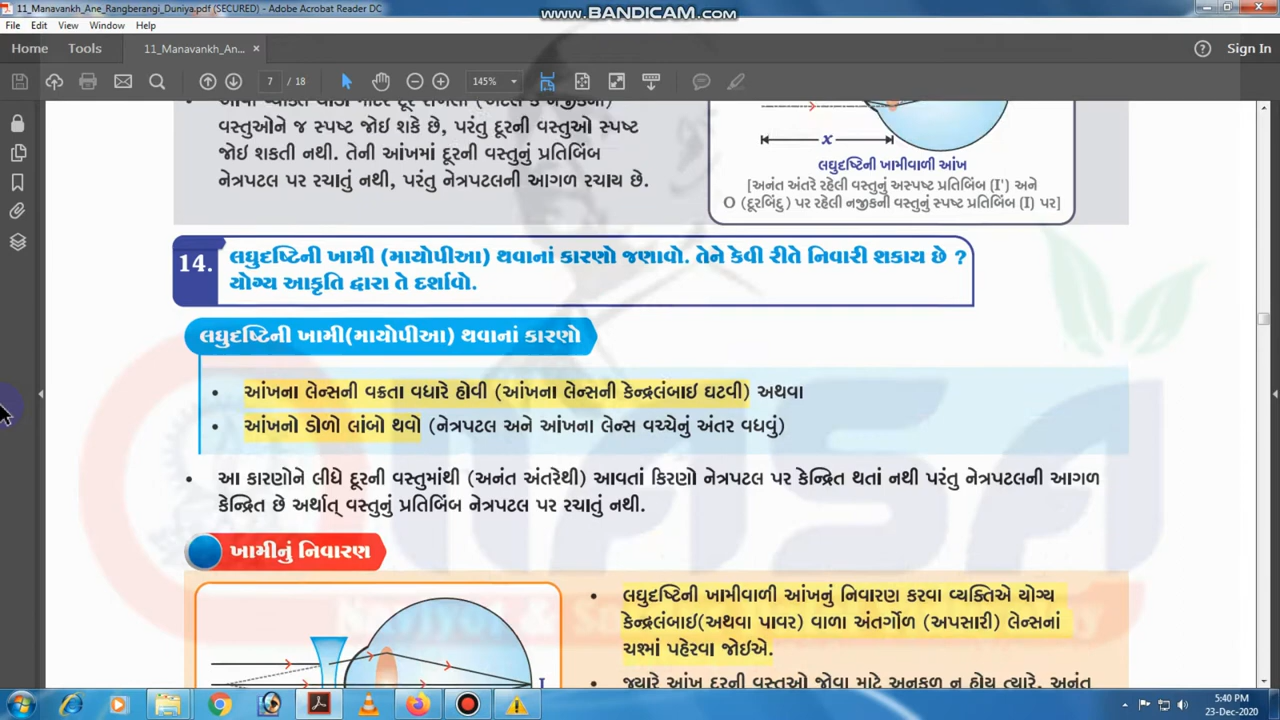 11_Manavankh_Ane_Rangberangi_Duniya.pdf (SECURED) - Adobe Acrobat Reader DC
www.BANDICAM.com
File Edit View Window Help
Home Tools 11_Manavankh_An... × Sign In
7 / 18 145%
વસ્તુઓને જ સ્પષ્ટ જોઇ શકે છે, પરંતુ દૂરની વસ્તુઓ સ્પષ્ટ
જોઇ શકતી નથી. તેની આંખમાં દૂરની વસ્તુનું પ્રતિબિંબ
નેત્રપટલ પર રચાતું નથી, પરંતુ નેત્રપટલની આગળ રચાય છે.
x
લઘુદૃષ્ટિની ખામીવાળી આંખ
[અનંત અંતરે રહેલી વસ્તુનું અસ્પષ્ટ પ્રતિબિંબ (I') અને
O (દૂરબિંદુ) પર રહેલી નજીકની વસ્તુનું સ્પષ્ટ પ્રતિબિંબ (I) પર]
14. લઘુદૃષ્ટિની ખામી (માયોપીઆ) થવાનાં કારણો જણાવો. તેને કેવી રીતે નિવારી શકાય છે ?
યોગ્ય આકૃતિ દ્વારા તે દર્શાવો.
લઘુદૃષ્ટિની ખામી(માયોપીઆ) થવાનાં કારણો
• આંખના લેન્સની વક્રતા વધારે હોવી (આંખના લેન્સની કેન્દ્રલંબાઇ ઘટવી) અથવા
• આંખનો ડોળો લાંબો થવો (નેત્રપટલ અને આંખના લેન્સ વચ્ચેનું અંતર વધવું)
• આ કારણોને લીધે દૂરની વસ્તુમાંથી (અનંત અંતરેથી) આવતાં કિરણો નેત્રપટલ પર કેન્દ્રિત થતાં નથી પરંતુ નેત્રપટલની આગળ
કેન્દ્રિત છે અર્થાત્ વસ્તુનું પ્રતિબિંબ નેત્રપટલ પર રચાતું નથી.
ખામીનું નિવારણ
• લઘુદૃષ્ટિની ખામીવાળી આંખનું નિવારણ કરવા વ્યક્તિએ યોગ્ય
કેન્દ્રલંબાઇ(અથવા પાવર) વાળા અંતર્ગોળ (અપસારી) લેન્સનાં
ચશ્માં પહેરવા જોઈએ.
• જ્યારે આંખ દૂરની વસ્તુઓ જોવા માટે અનુકૂળ ન હોય ત્યારે, અનંત
I
5:40 PM
23-Dec-2020